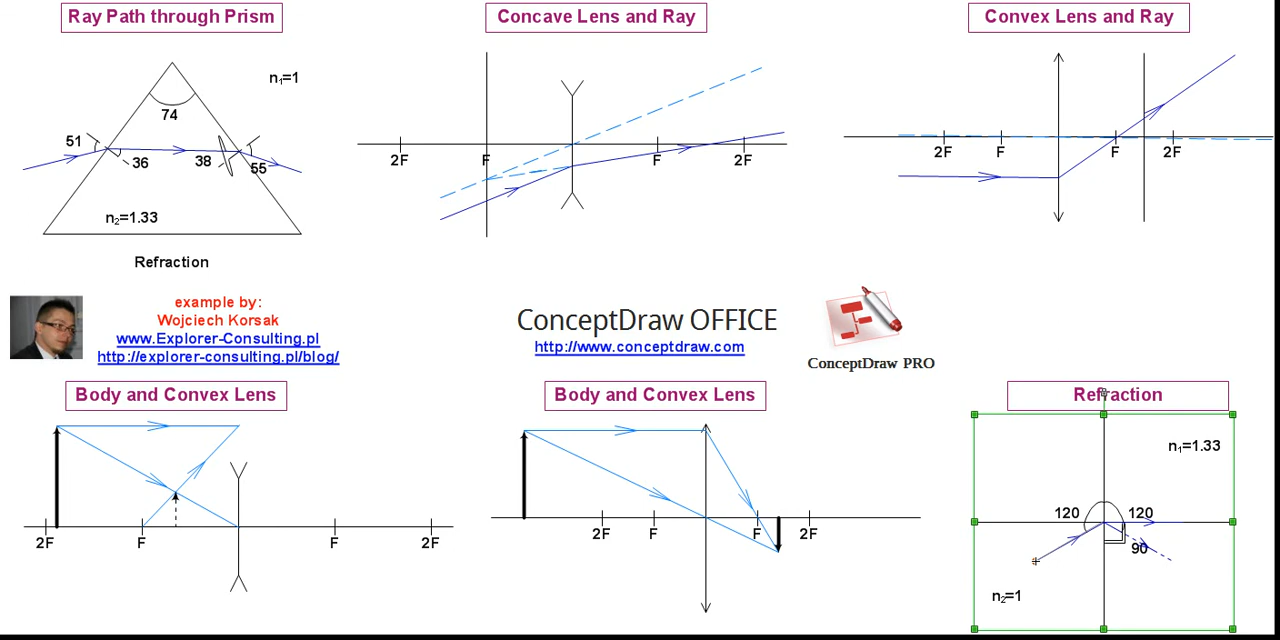 Ray Path through Prism
n1=1
74
51
36
38
55
n2=1.33
Refraction
Concave Lens and Ray
2F F F 2F
Convex Lens and Ray
2F F F 2F
example by:
Wojciech Korsak
www.Explorer-Consulting.pl
http://explorer-consulting.pl/blog/
ConceptDraw OFFICE
http://www.conceptdraw.com
ConceptDraw PRO
Body and Convex Lens
2F F F 2F
Body and Convex Lens
2F F F 2F
Refraction
n1=1.33
120 120
90
n2=1